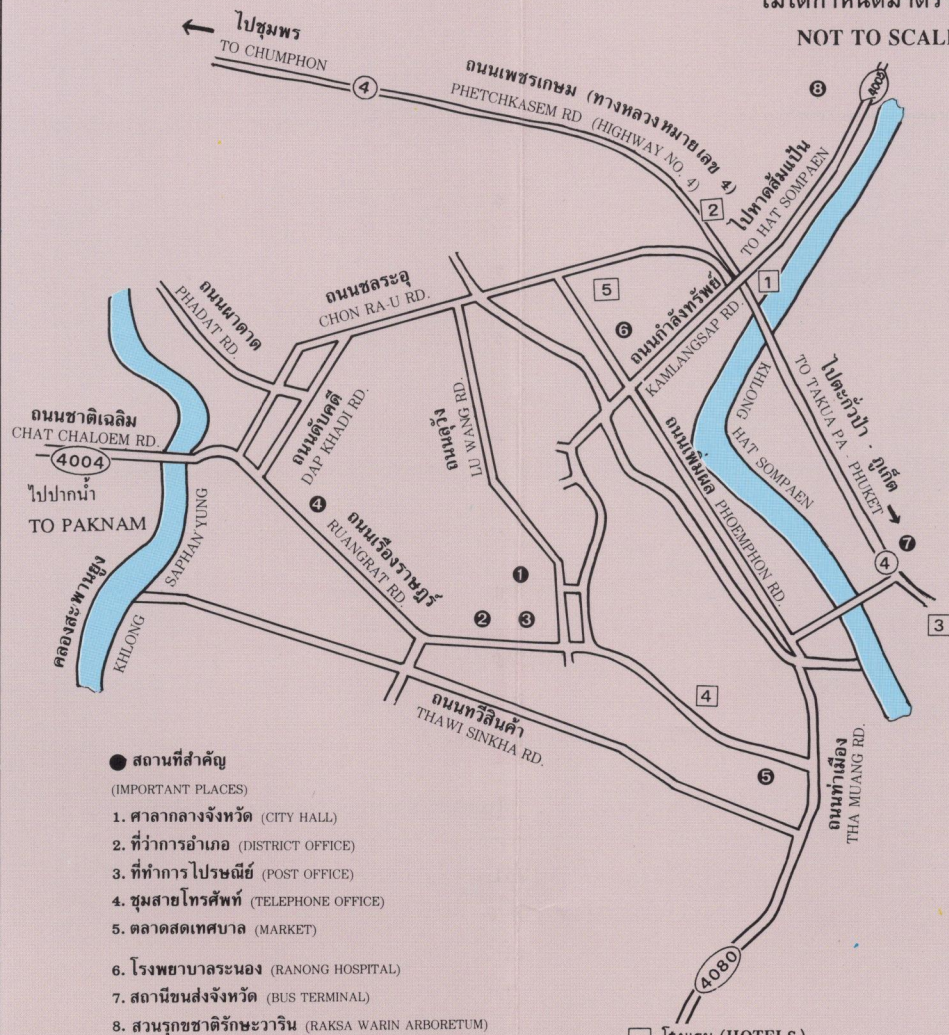 NOT TO SCAL
ไปชุมพร
TO CHUMPHON
4
ถนนเพชรเกษม (ทางหลวงหมายเลข 4)
PHETCHKASEM RD (HIGHWAY NO. 4)
8
4005
2
ไปหาดส้มแป้น
TO HAT SOMPAEN
1
5
6
ถนนชลระอุ
CHON RA-U RD.
ถนนผาดาด
PHADAT RD.
ถนนกำลังทรัพย์
KAMLANGSAP RD.
ถนนดับคดี
DAP KHADI RD.
ถนนลุวัง
LU WANG RD
KHLONG
HAT SOMPAEN
ไปตะกั่วป่า - ภูเก็ต
TO TAKUA PA - PHUKET
ถนนชาติเฉลิม
CHAT CHALOEM RD.
4004
ไปปากน้ำ
TO PAKNAM
4
ถนนเรืองราษฎร์
RUANGRAT RD.
ถนนเพิ่มผล
PHOEMPHON RD.
7
4
3
คลองสะพานยูง
KHLONG
SAPHAN YUNG
1
2
3
4
ถนนทวีสินค้า
THAWI SINKHA RD.
5
ถนนท่าเมือง
THA MUANG RD.
4080
สถานที่สำคัญ
(IMPORTANT PLACES)
1. ศาลากลางจังหวัด (CITY HALL)
2. ที่ว่าการอำเภอ (DISTRICT OFFICE)
3. ที่ทำการไปรษณีย์ (POST OFFICE)
4. ชุมสายโทรศัพท์ (TELEPHONE OFFICE)
5. ตลาดสดเทศบาล (MARKET)
6. โรงพยาบาลระนอง (RANONG HOSPITAL)
7. สถานีขนส่งจังหวัด (BUS TERMINAL)
8. สวนรุกขชาติรักษะวาริน (RAKSA WARIN ARBORETUM)
โรงแรม (HOTELS)